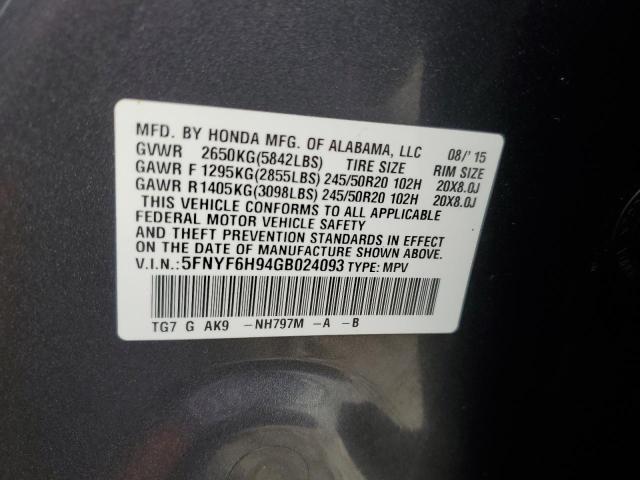 MFD. BY HONDA MFG. OF ALABAMA, LLC 08/'15
GVWR 2650KG(5842LBS) TIRE SIZE RIM SIZE
GAWR F 1295KG(2855LBS) 245/50R20 102H 20X8.0J
GAWR R 1405KG(3098LBS) 245/50R20 102H 20X8.0J
THIS VEHICLE CONFORMS TO ALL APPLICABLE
FEDERAL MOTOR VEHICLE SAFETY
AND THEFT PREVENTION STANDARDS IN EFFECT
ON THE DATE OF MANUFACTURE SHOWN ABOVE.
V.I.N.:5FNYF6H94GB024093 TYPE: MPV
TG7 G AK9 -NH797M -A -B